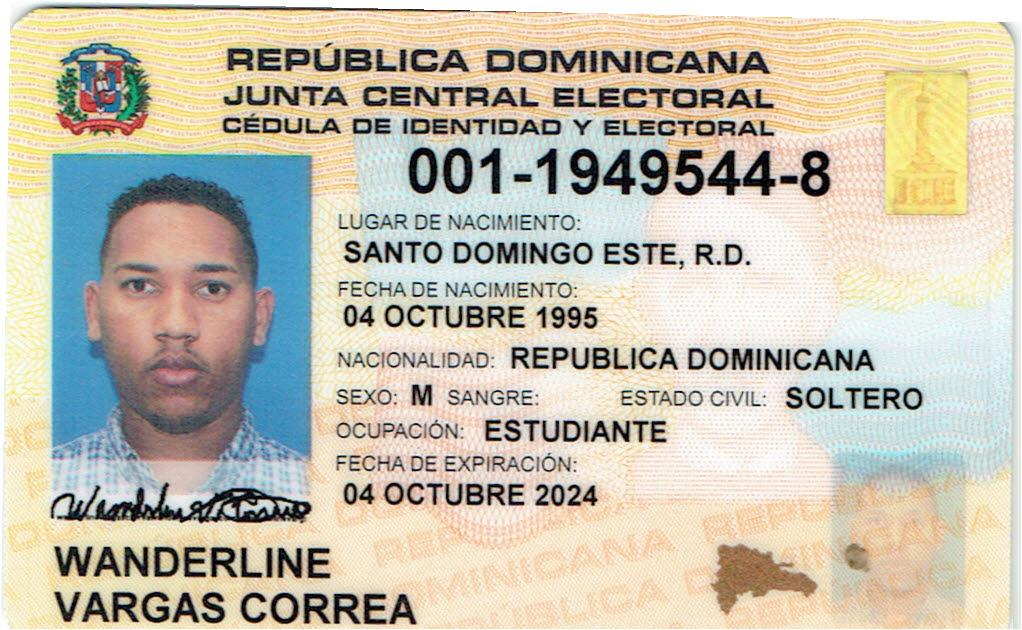 REPÚBLICA DOMINICANA
JUNTA CENTRAL ELECTORAL
CÉDULA DE IDENTIDAD Y ELECTORAL
001-1949544-8
JCE
LUGAR DE NACIMIENTO:
SANTO DOMINGO ESTE, R.D.
FECHA DE NACIMIENTO:
04 OCTUBRE 1995
NACIONALIDAD: REPUBLICA DOMINICANA
SEXO: M SANGRE: ESTADO CIVIL: SOLTERO
OCUPACIÓN: ESTUDIANTE
FECHA DE EXPIRACIÓN:
04 OCTUBRE 2024
WANDERLINE
VARGAS CORREA